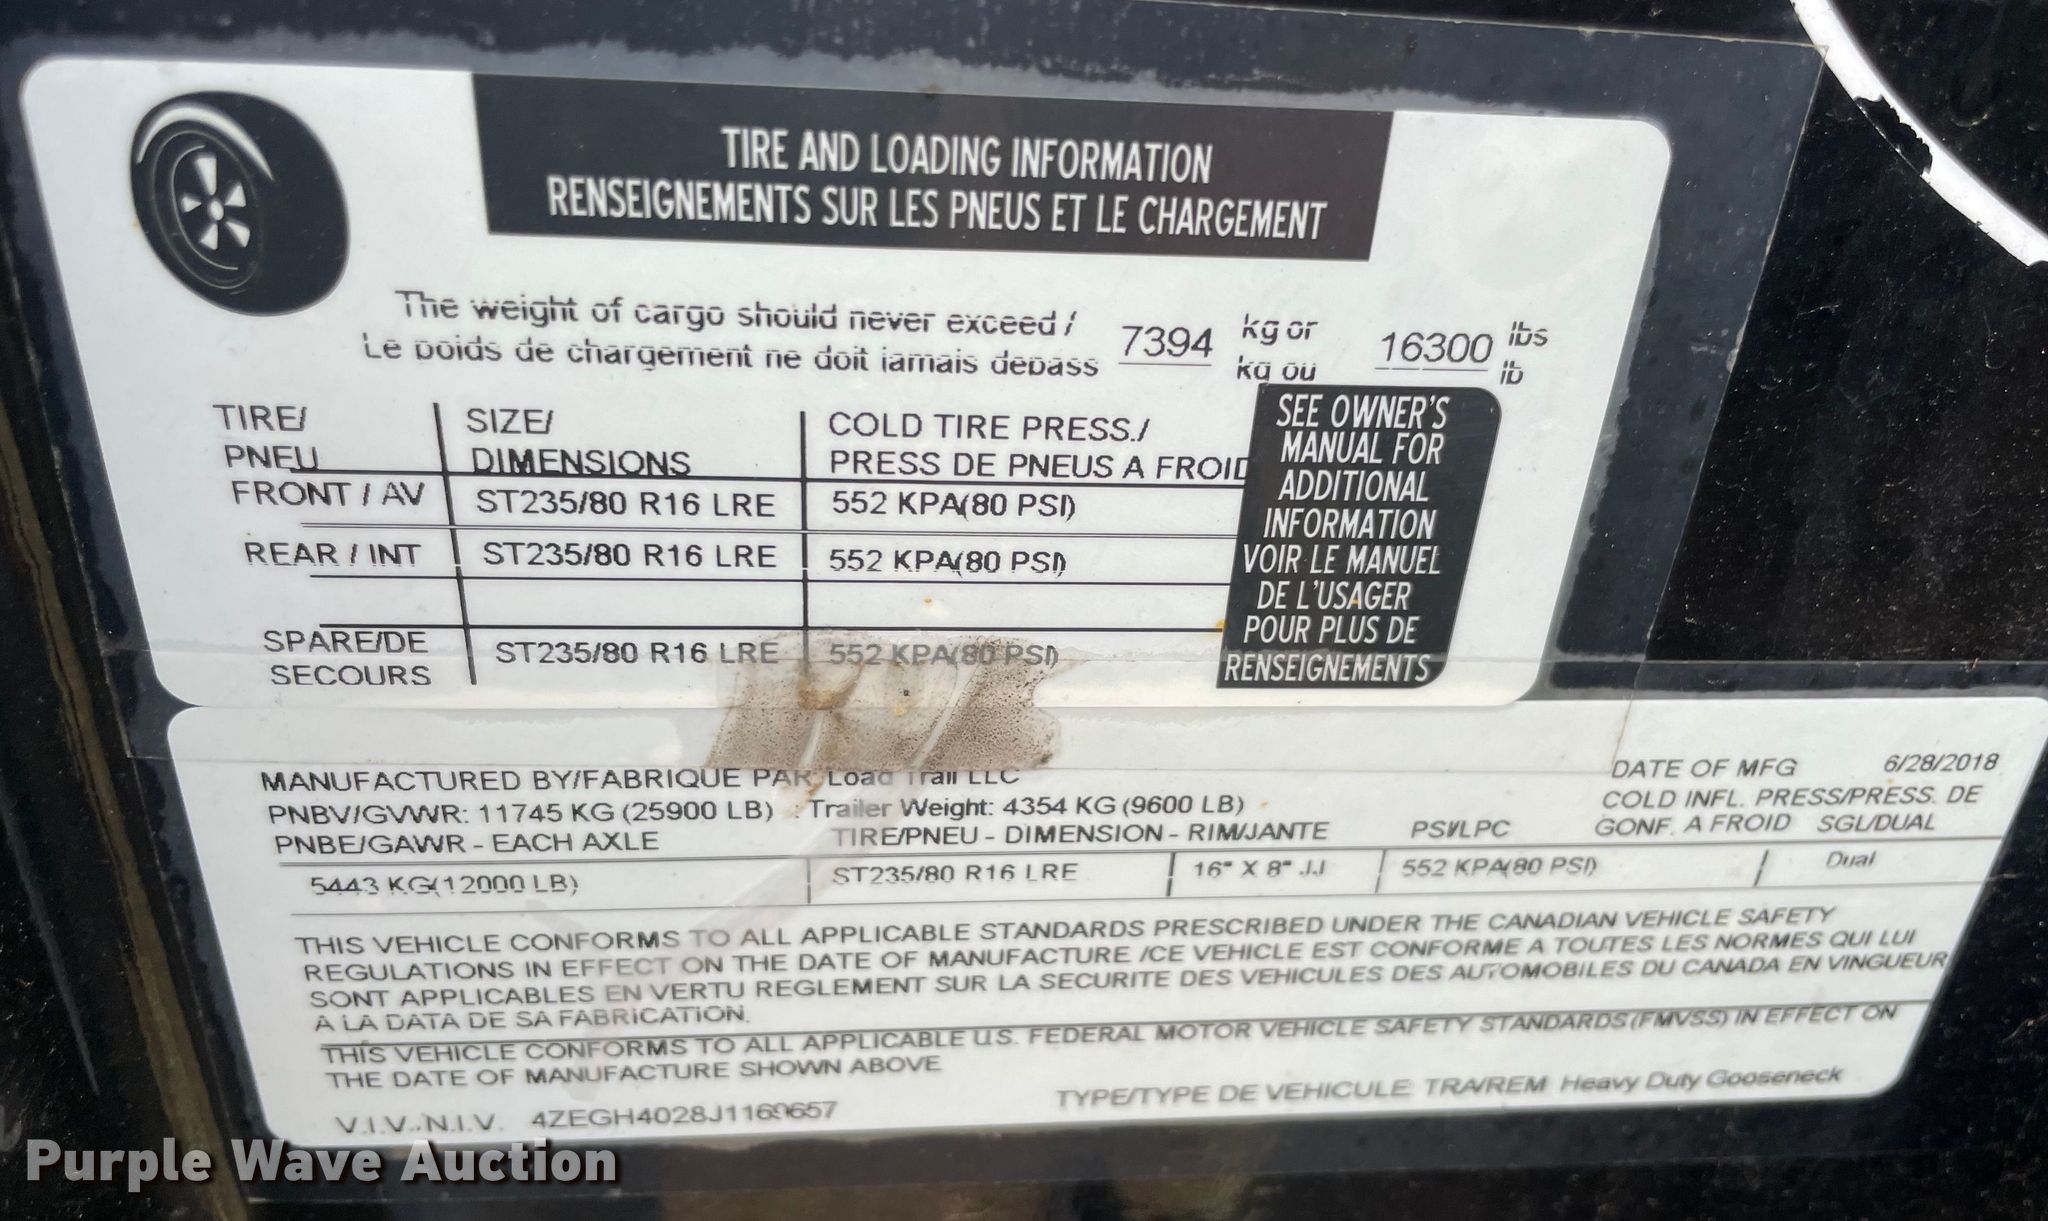 TIRE AND LOADING INFORMATION
RENSEIGNEMENTS SUR LES PNEUS ET LE CHARGEMENT
The weight of cargo should never exceed / 7394 kg or 16300 lbs
Le poids de chargement ne doit jamais depass kg ou lb
TIRE/ SIZE/ COLD TIRE PRESS./
PNEU DIMENSIONS PRESS DE PNEUS A FROID
FRONT / AV ST235/80 R16 LRE 552 KPA(80 PSI)
REAR / INT ST235/80 R16 LRE 552 KPA(80 PSI)
SPARE/DE ST235/80 R16 LRE 552 KPA(80 PSI)
SECOURS
SEE OWNER'S
MANUAL FOR
ADDITIONAL
INFORMATION
VOIR LE MANUEL
DE L'USAGER
POUR PLUS DE
RENSEIGNEMENTS
MANUFACTURED BY/FABRIQUE PAR Load Trail LLC DATE OF MFG 6/28/2018
PNBV/GVWR: 11745 KG (25900 LB) : Trailer Weight: 4354 KG (9600 LB) COLD INFL. PRESS/PRESS. DE
PNBE/GAWR - EACH AXLE TIRE/PNEU - DIMENSION - RIM/JANTE PSI/LPC GONF. A FROID SGL/DUAL
5443 KG(12000 LB) ST235/80 R16 LRE 16" X 8" JJ 552 KPA(80 PSI) / Dual
THIS VEHICLE CONFORMS TO ALL APPLICABLE STANDARDS PRESCRIBED UNDER THE CANADIAN VEHICLE SAFETY
REGULATIONS IN EFFECT ON THE DATE OF MANUFACTURE /CE VEHICLE EST CONFORME A TOUTES LES NORMES QUI LUI
SONT APPLICABLES EN VERTU REGLEMENT SUR LA SECURITE DES VEHICULES DES AUTOMOBILES DU CANADA EN VINGUEUR
A LA DATA DE SA FABRICATION.
THIS VEHICLE CONFORMS TO ALL APPLICABLE U.S. FEDERAL MOTOR VEHICLE SAFETY STANDARDS (FMVSS) IN EFFECT ON
THE DATE OF MANUFACTURE SHOWN ABOVE
V.I.V..N.I.V. TYPE/TYPE DE VEHICULE TRA/REM Heavy Duty Gooseneck
Purple Wave Auction